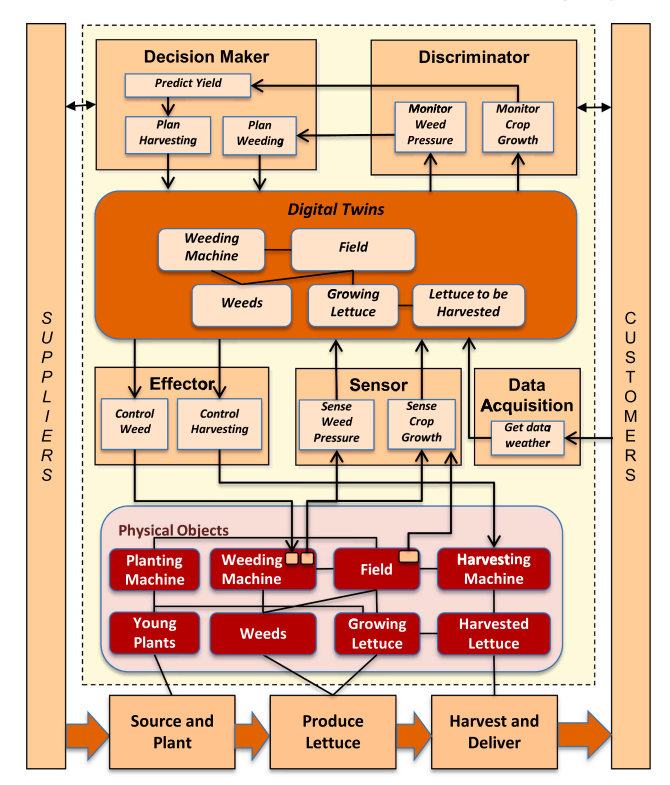 Decision Maker
Predict Yield
Plan
Harvesting
Plan
Weeding
Discriminator
Monitor
Weed
Pressure
Monitor
Crop
Growth
Digital Twins
Weeding
Machine
Field
Weeds
Growing
Lettuce
Lettuce to be
Harvested
SUPPLIERS
CUSTOMERS
Effector
Control
Weed
Control
Harvesting
Sensor
Sense
Weed
Pressure
Sense
Crop
Growth
Data
Acquisition
Get data
weather
Physical Objects
Planting
Machine
Weeding
Machine
Field
Harvesting
Machine
Young
Plants
Weeds
Growing
Lettuce
Harvested
Lettuce
Source and
Plant
Produce
Lettuce
Harvest and
Deliver